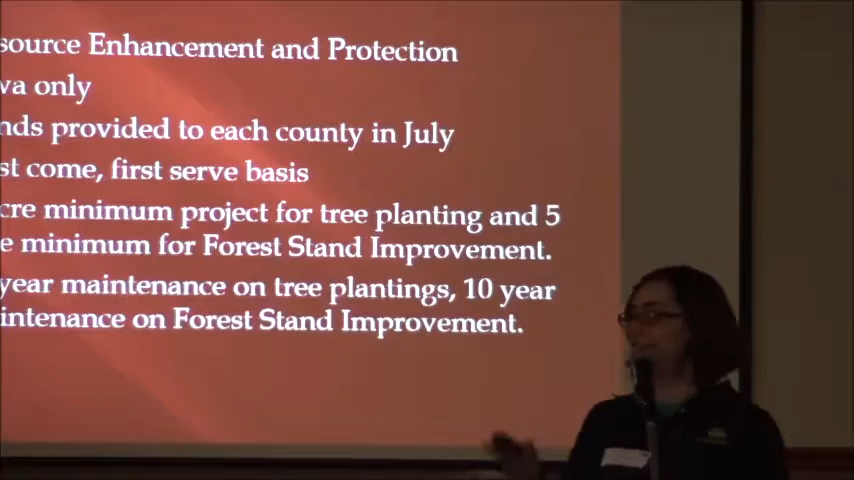 source Enhancement and Protection
va only
nds provided to each county in July
st come, first serve basis
cre minimum project for tree planting and 5
e minimum for Forest Stand Improvement.
year maintenance on tree plantings, 10 year
intenance on Forest Stand Improvement.